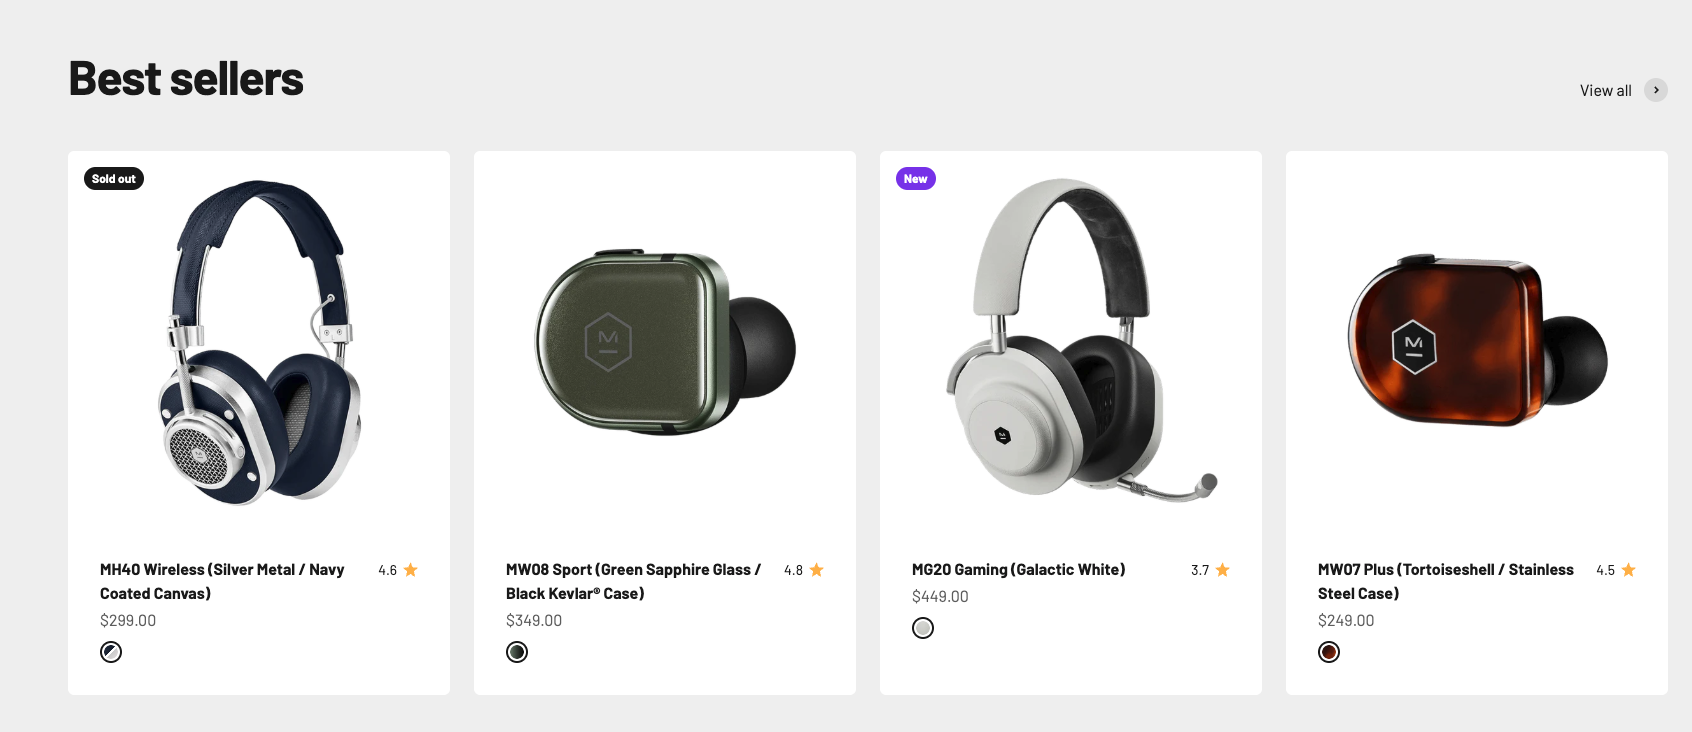 Best sellers
View all
Sold out
MH40 Wireless (Silver Metal / Navy
Coated Canvas)
4.6
$299.00
MW08 Sport (Green Sapphire Glass /
Black Kevlar® Case)
4.8
$349.00
New
MG20 Gaming (Galactic White)
3.7
$449.00
MW07 Plus (Tortoiseshell / Stainless
Steel Case)
4.5
$249.00